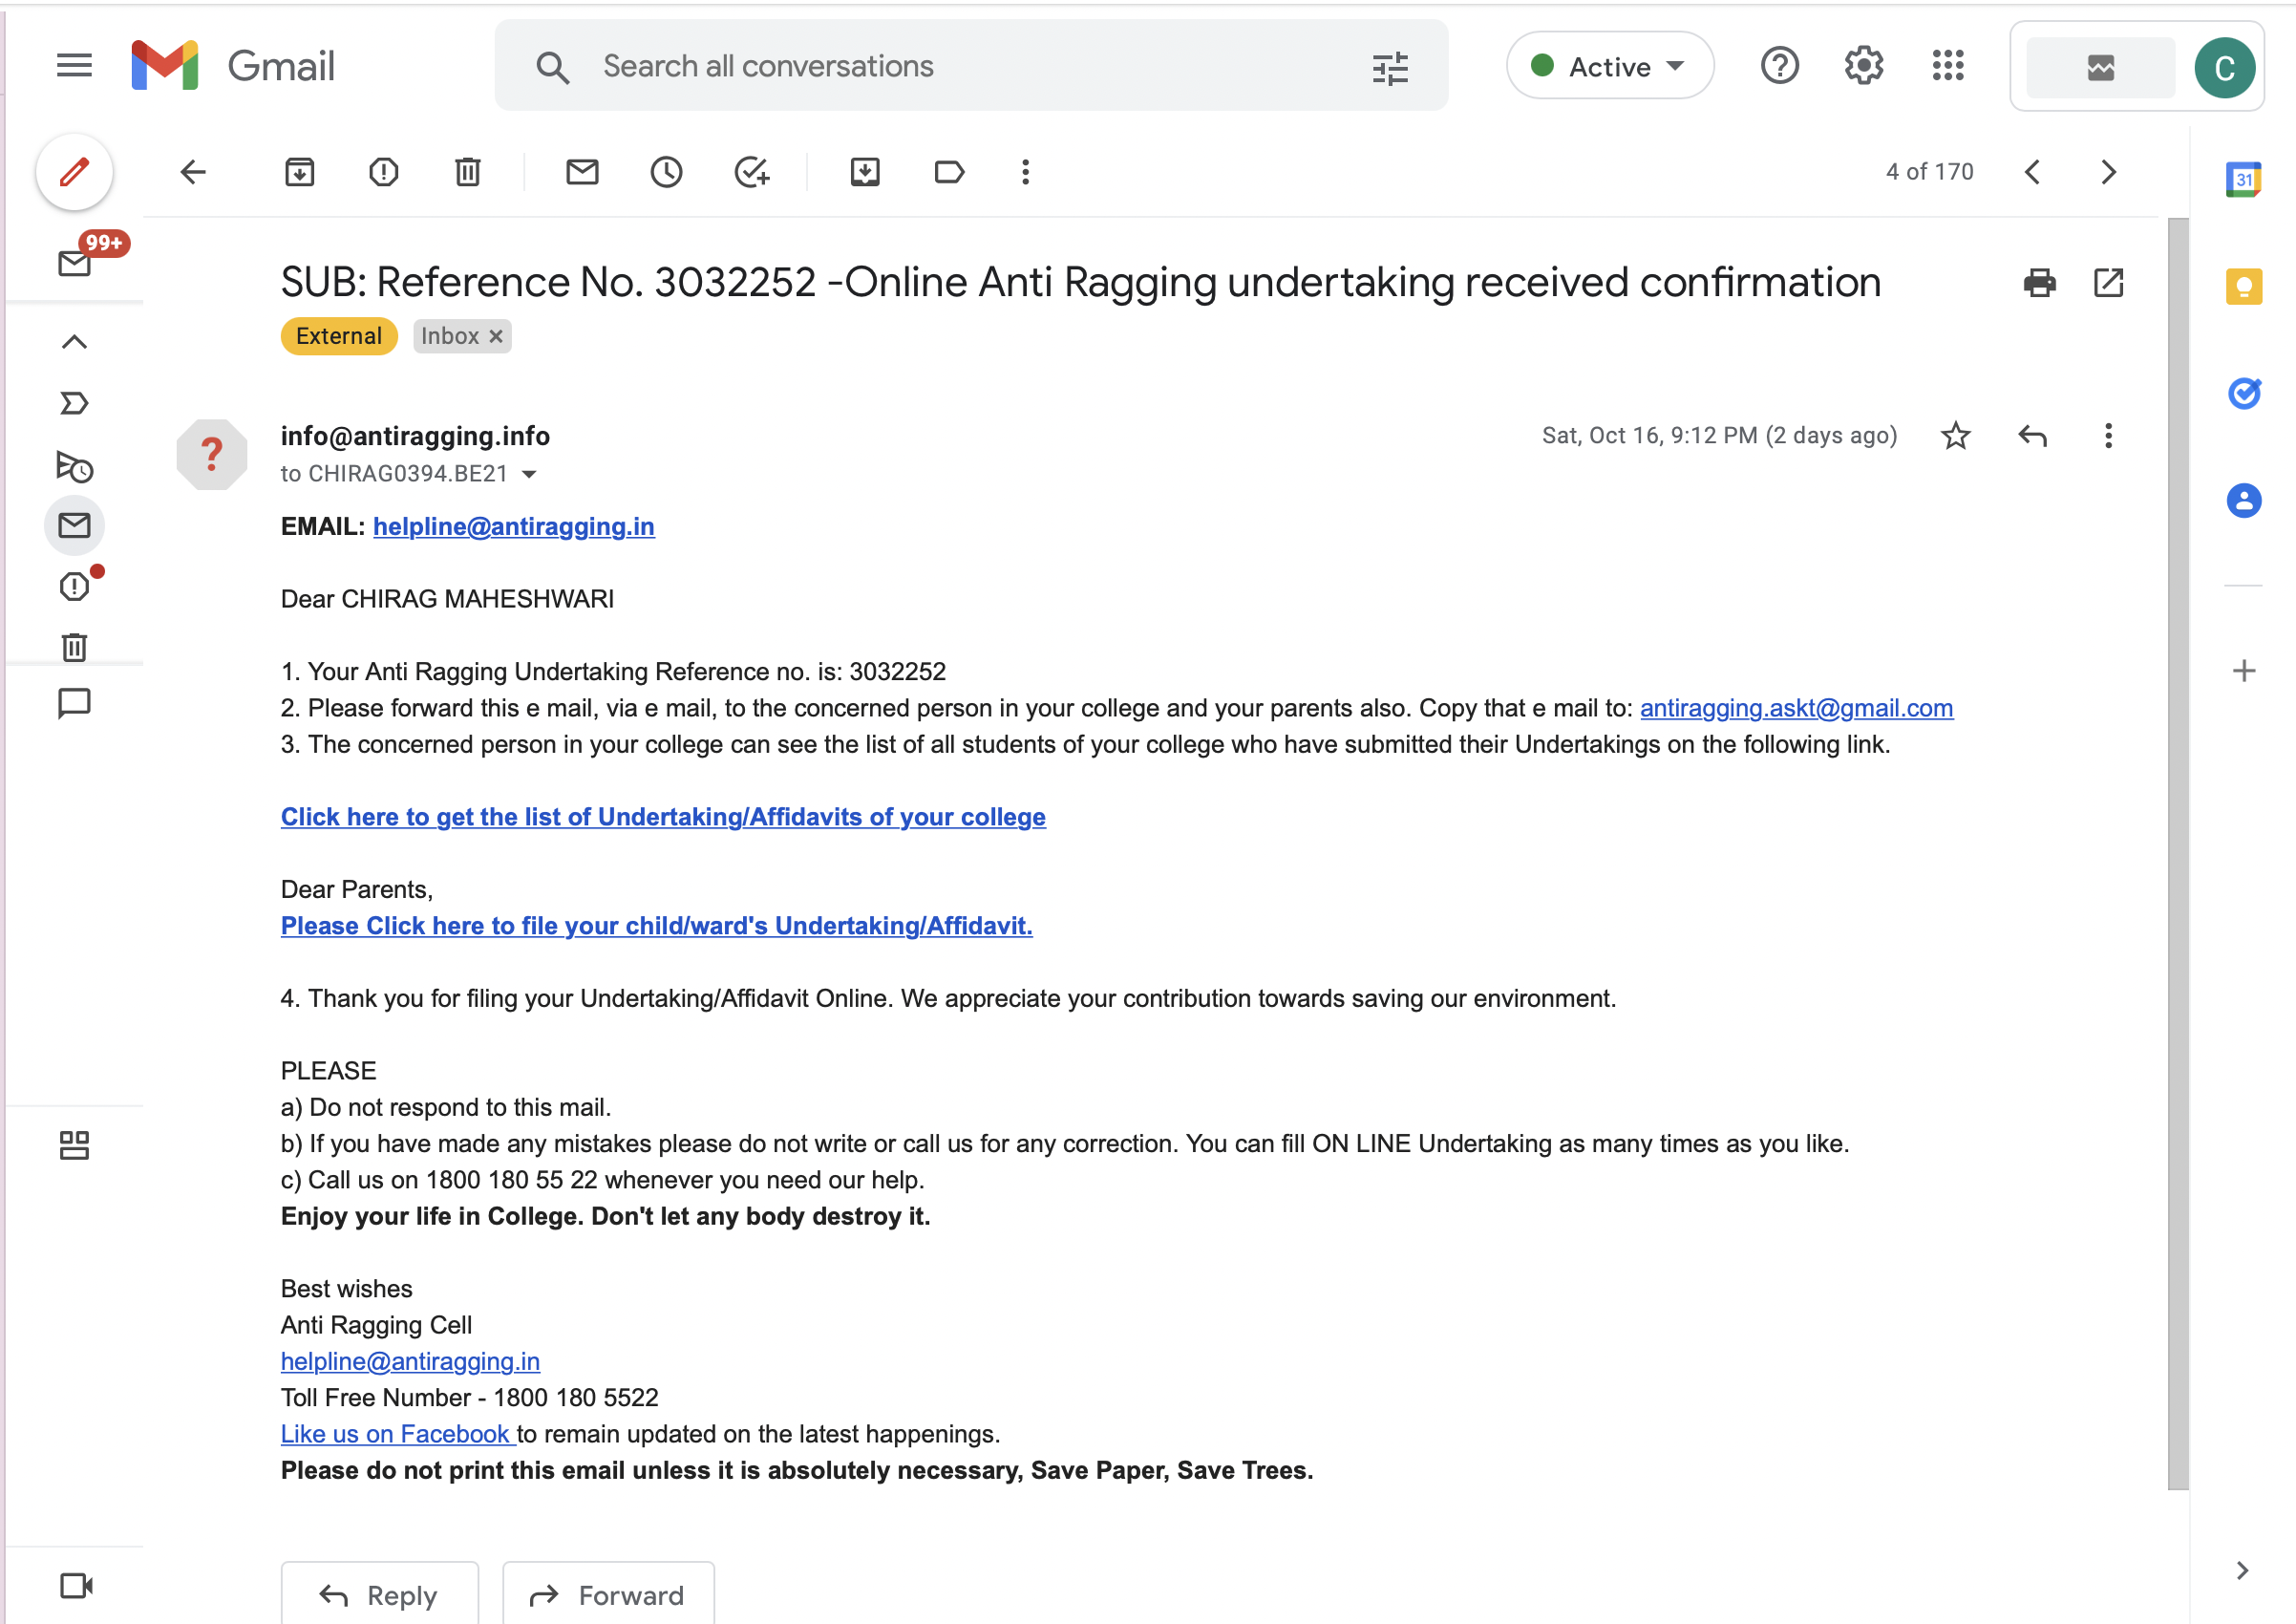 Gmail
Search all conversations
Active
C
4 of 170
31
99+
SUB: Reference No. 3032252 -Online Anti Ragging undertaking received confirmation
External
Inbox ×
?
info@antiragging.info
Sat, Oct 16, 9:12 PM (2 days ago)
to CHIRAG0394.BE21
EMAIL: helpline@antiragging.in
Dear CHIRAG MAHESHWARI
1. Your Anti Ragging Undertaking Reference no. is: 3032252
2. Please forward this e mail, via e mail, to the concerned person in your college and your parents also. Copy that e mail to: antiragging.askt@gmail.com
3. The concerned person in your college can see the list of all students of your college who have submitted their Undertakings on the following link.
Click here to get the list of Undertaking/Affidavits of your college
Dear Parents,
Please Click here to file your child/ward's Undertaking/Affidavit.
4. Thank you for filing your Undertaking/Affidavit Online. We appreciate your contribution towards saving our environment.
PLEASE
a) Do not respond to this mail.
b) If you have made any mistakes please do not write or call us for any correction. You can fill ON LINE Undertaking as many times as you like.
c) Call us on 1800 180 55 22 whenever you need our help.
Enjoy your life in College. Don't let any body destroy it.
Best wishes
Anti Ragging Cell
helpline@antiragging.in
Toll Free Number - 1800 180 5522
Like us on Facebook to remain updated on the latest happenings.
Please do not print this email unless it is absolutely necessary, Save Paper, Save Trees.
Reply
Forward